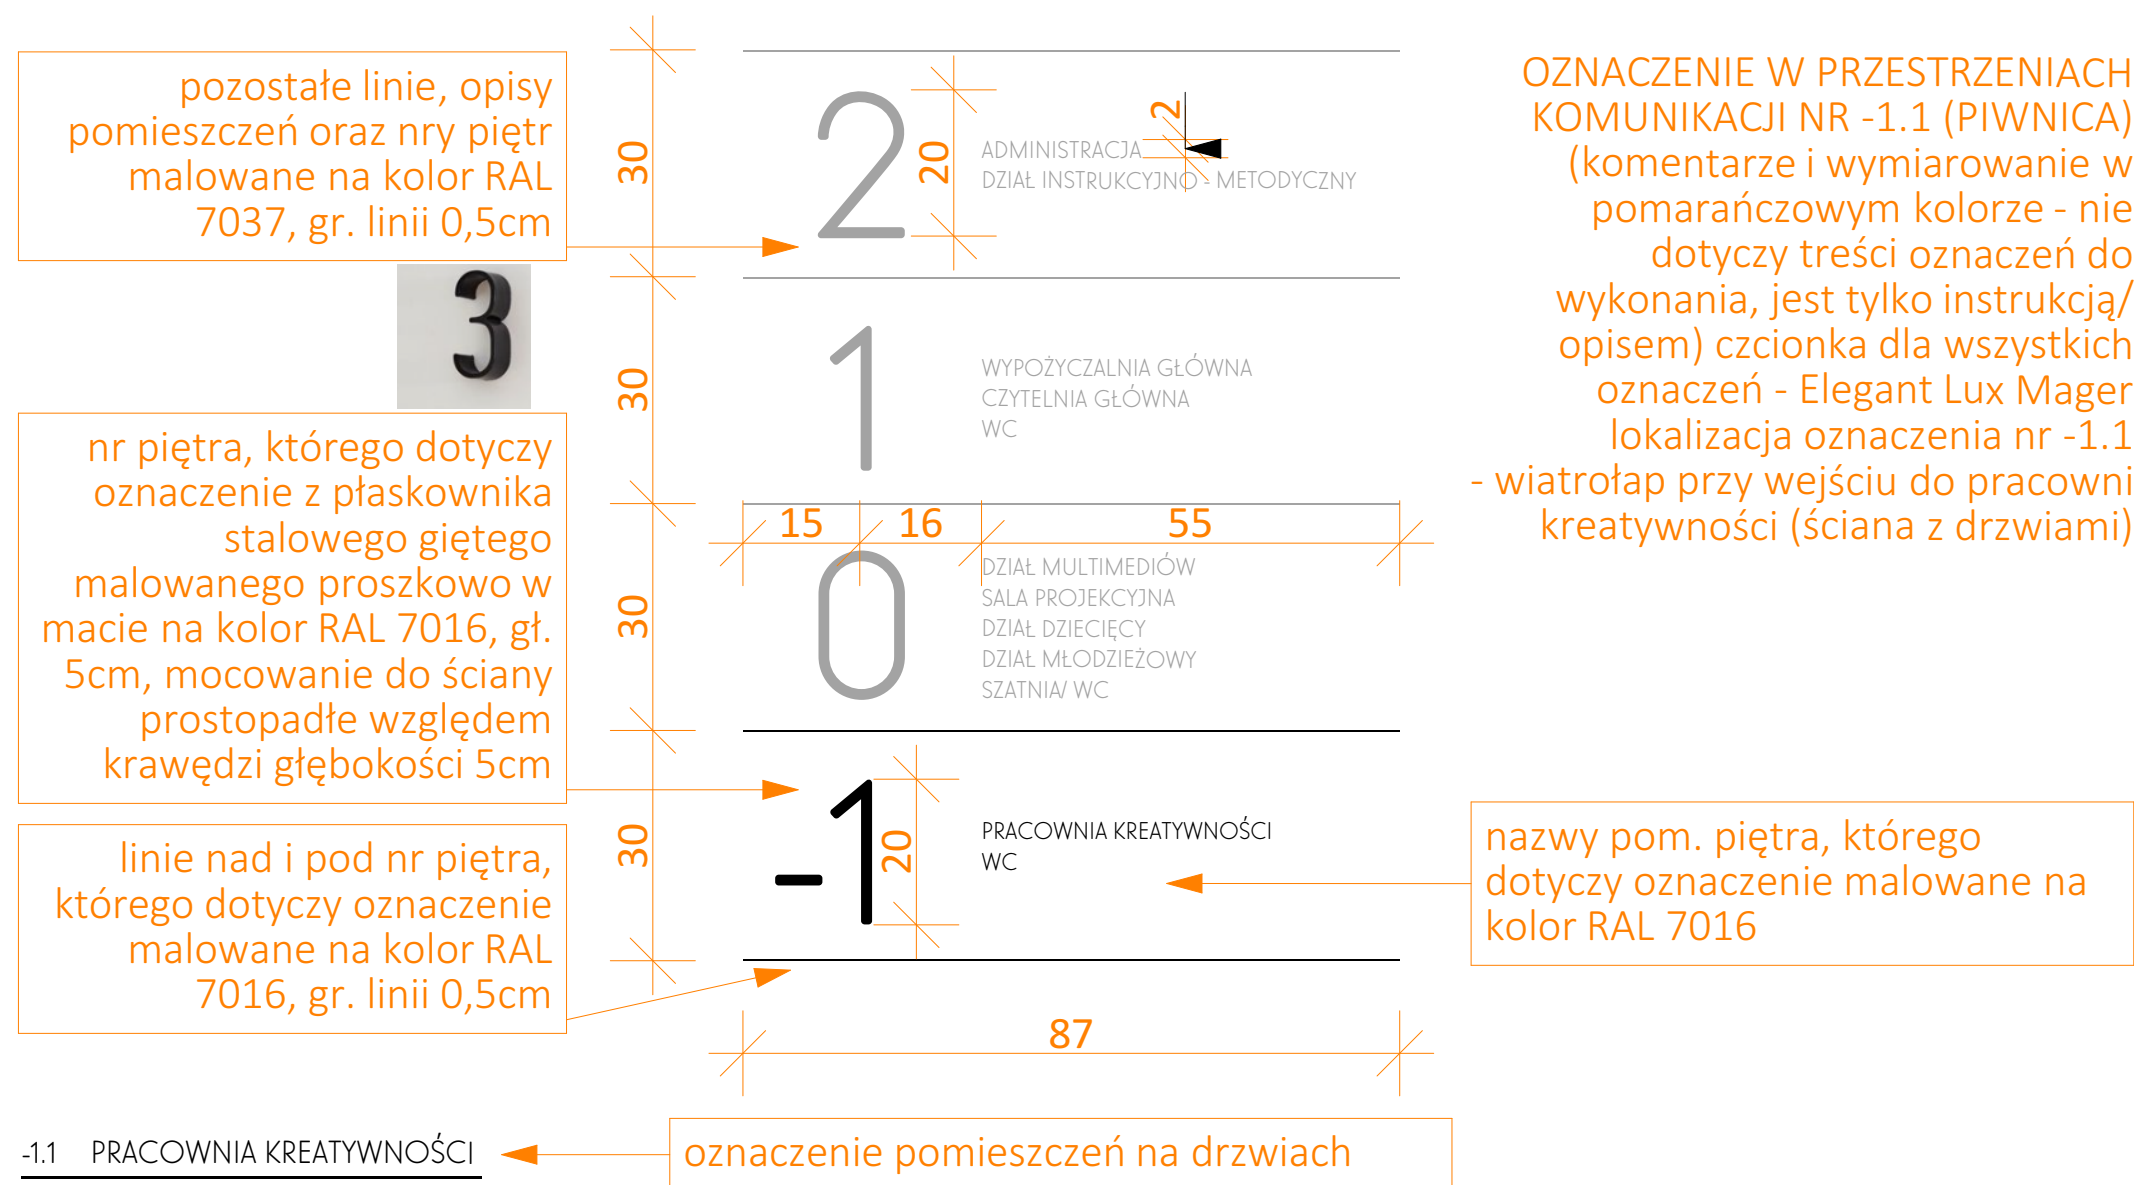 pozostałe linie, opisy
pomieszczeń oraz nry piętr
malowane na kolor RAL
7037, gr. linii 0,5cm
3
nr piętra, którego dotyczy
oznaczenie z płaskownika
stalowego giętego
malowanego proszkowo w
macie na kolor RAL 7016, gł.
5cm, mocowanie do ściany
prostopadłe względem
krawędzi głębokości 5cm
linie nad i pod nr piętra,
którego dotyczy oznaczenie
malowane na kolor RAL
7016, gr. linii 0,5cm
30
30
30
30
2
20
2
ADMINISTRACJA
DZIAŁ INSTRUKCYJNO - METODYCZNY
1
WYPOŻYCZALNIA GŁÓWNA
CZYTELNIA GŁÓWNA
WC
15
16
55
0
DZIAŁ MULTIMEDIÓW
SALA PROJEKCYJNA
DZIAŁ DZIECIĘCY
DZIAŁ MŁODZIEŻOWY
SZATNIA/ WC
-1
20
PRACOWNIA KREATYWNOŚCI
WC
87
OZNACZENIE W PRZESTRZENIACH
KOMUNIKACJI NR -1.1 (PIWNICA)
(komentarze i wymiarowanie w
pomarańczowym kolorze - nie
dotyczy treści oznaczeń do
wykonania, jest tylko instrukcją/
opisem) czcionka dla wszystkich
oznaczeń - Elegant Lux Mager
lokalizacja oznaczenia nr -1.1
- wiatrołap przy wejściu do pracowni
kreatywności (ściana z drzwiami)
nazwy pom. piętra, którego
dotyczy oznaczenie malowane na
kolor RAL 7016
-1.1 PRACOWNIA KREATYWNOŚCI
oznaczenie pomieszczeń na drzwiach